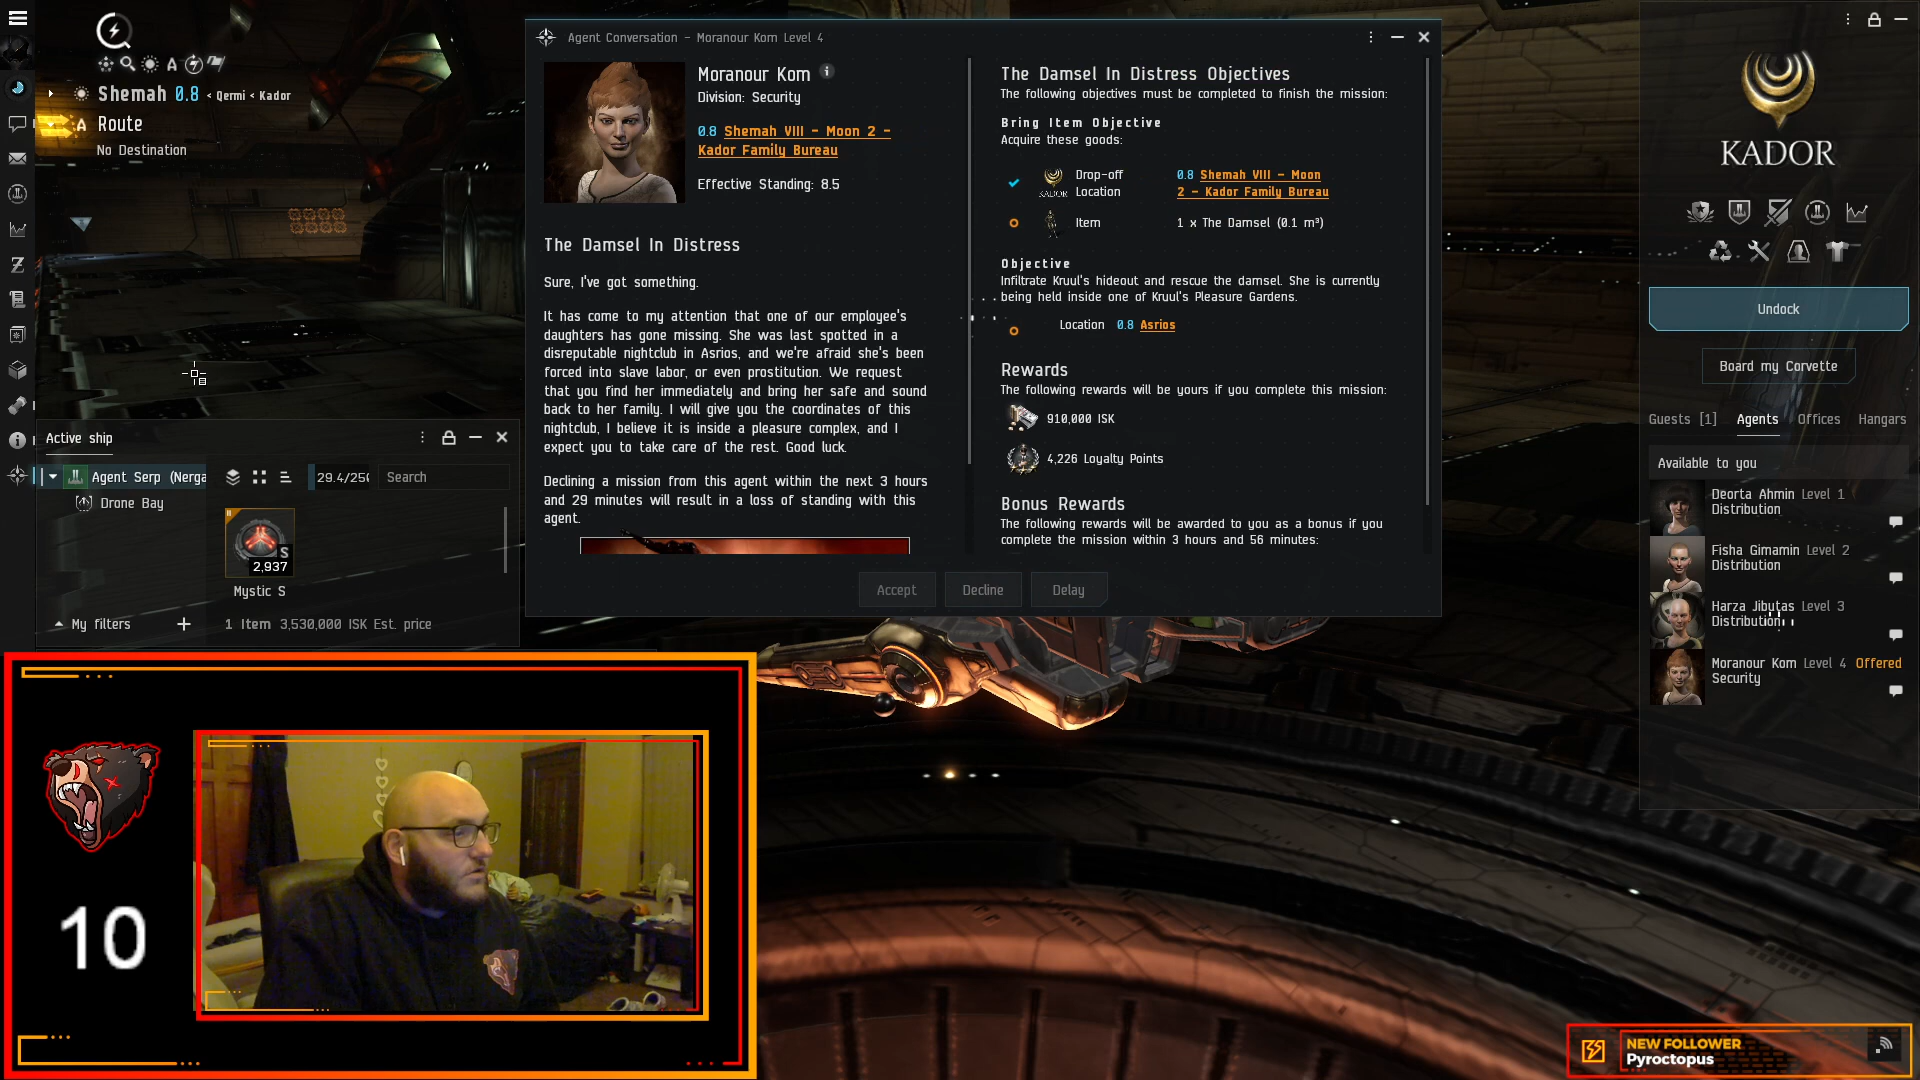 Shemah 0.8 < Qermi < Kador
Route
No Destination
Active ship
Agent Serp (Nerga
Drone Bay
29.4/25
Search
S
2,937
Mystic S
My filters
1 Item 3,530,000 ISK Est. price
Agent Conversation - Moranour Kom Level 4
Moranour Kom
Division: Security
0.8 Shemah VIII - Moon 2 -
Kador Family Bureau
Effective Standing: 8.5
The Damsel In Distress
Sure, I've got something.
It has come to my attention that one of our employee's
daughters has gone missing. She was last spotted in a
disreputable nightclub in Asrios, and we're afraid she's been
forced into slave labor, or even prostitution. We request
that you find her immediately and bring her safe and sound
back to her family. I will give you the coordinates of this
nightclub, I believe it is inside a pleasure complex, and I
expect you to take care of the rest. Good luck.
Declining a mission from this agent within the next 3 hours
and 29 minutes will result in a loss of standing with this
agent.
The Damsel In Distress Objectives
The following objectives must be completed to finish the mission:
Bring Item Objective
Acquire these goods:
KADOR
Drop-off
Location
0.8 Shemah VIII - Moon
2 - Kador Family Bureau
Item
1 x The Damsel (0.1 m³)
Objective
Infiltrate Kruul's hideout and rescue the damsel. She is currently
being held inside one of Kruul's Pleasure Gardens.
Location 0.8 Asrios
Rewards
The following rewards will be yours if you complete this mission:
910,000 ISK
4,226 Loyalty Points
Bonus Rewards
The following rewards will be awarded to you as a bonus if you
complete the mission within 3 hours and 56 minutes:
Accept
Decline
Delay
KADOR
Undock
Board my Corvette
Guests [1]
Agents
Offices
Hangars
Available to you
Deorta Ahmin Level 1
Distribution
Fisha Gimamin Level 2
Distribution
Harza Jibutas Level 3
Distribution
Moranour Kom Level 4 Offered
Security
10
NEW FOLLOWER
Pyroctopus